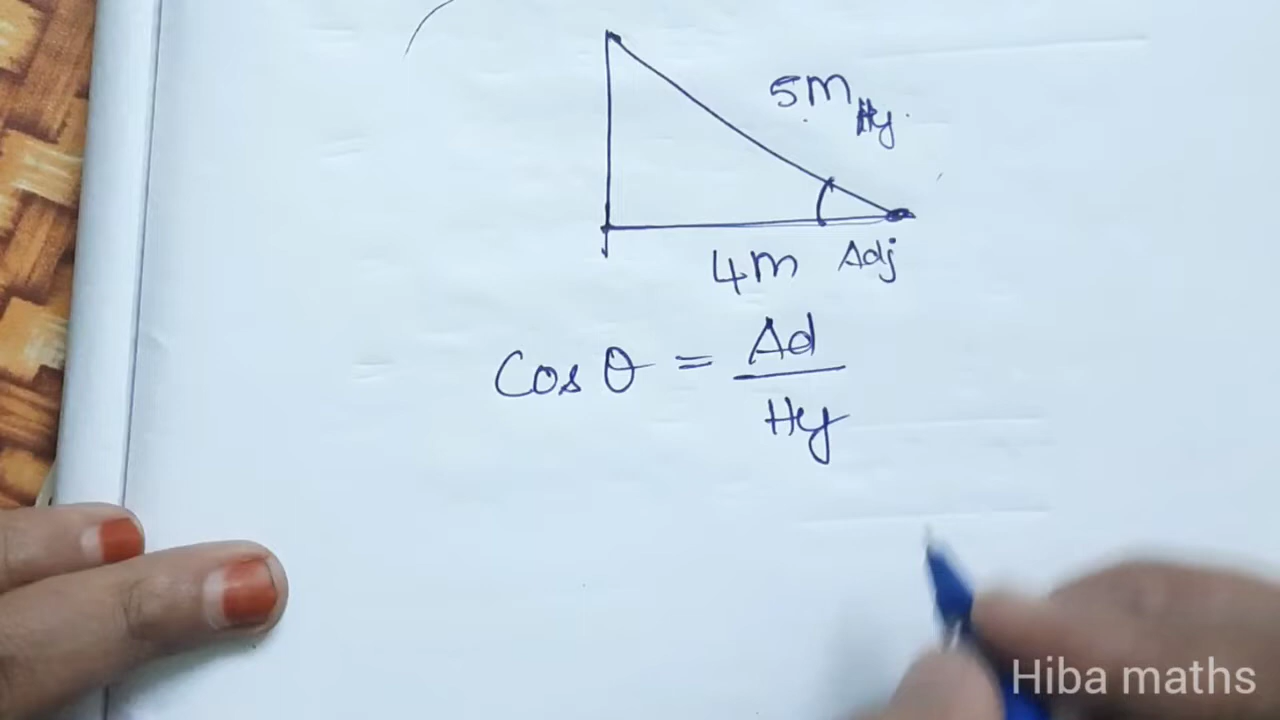 5m Hy
4m Adj
Cos θ = Ad
Hy
Hiba maths